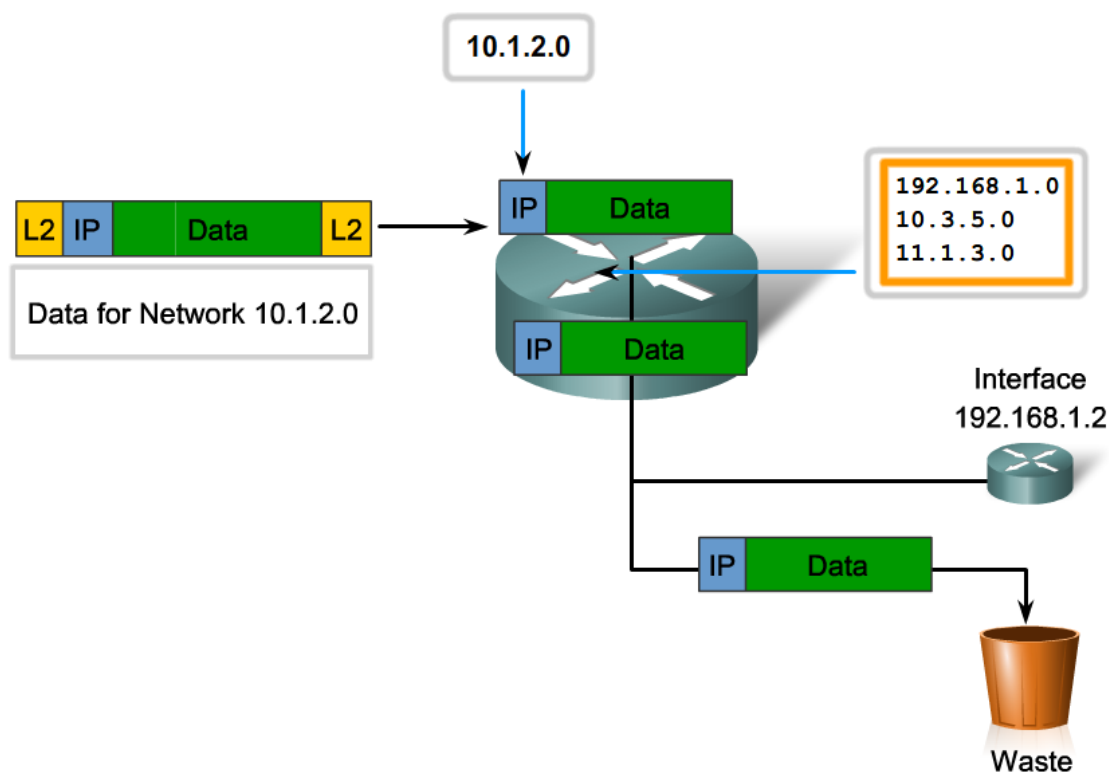 10.1.2.0
192.168.1.0
10.3.5.0
11.1.3.0
IP Data
L2 IP Data L2
Data for Network 10.1.2.0
IP Data
Interface
192.168.1.2
IP Data
Waste